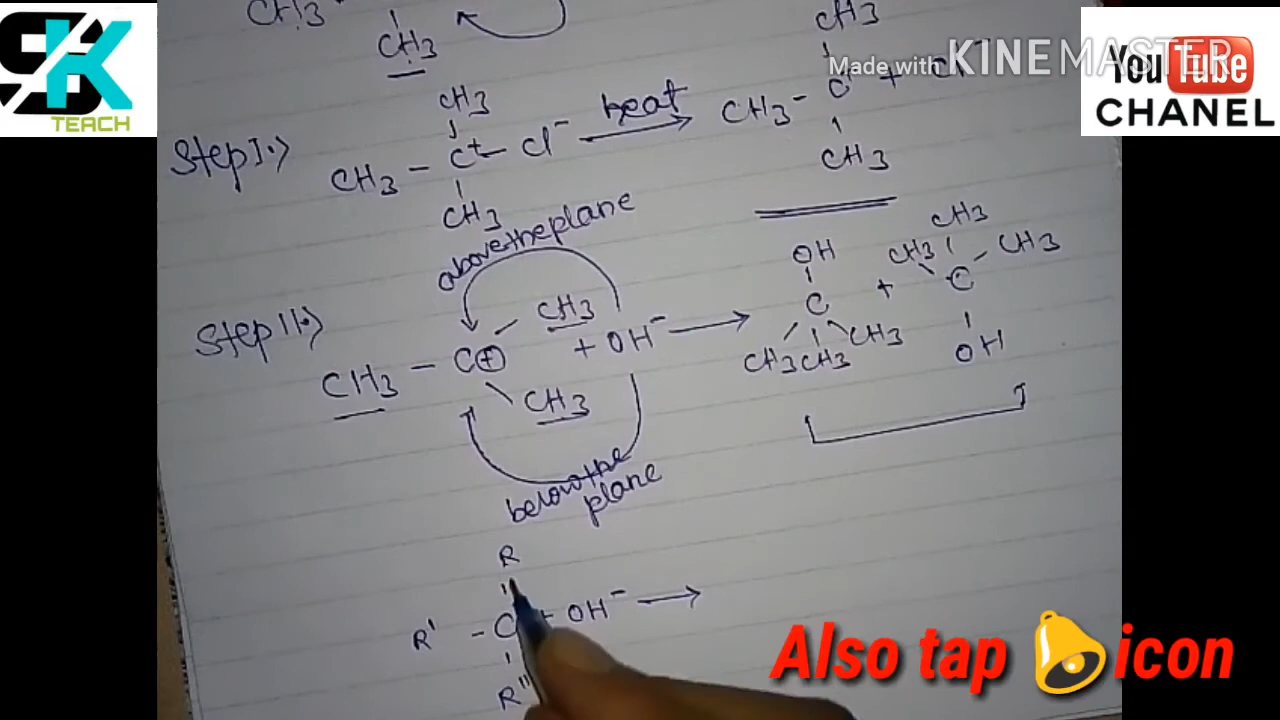 SK
TEACH
Made with KINEMASTER
YouTube
CHANEL
CH3
CH3
CH3
Step I.) CH3 - C+ - Cl- heat → CH3 - C + Cl-
CH3
CH3
CH3
above the plane
OH
CH3
Step II.) CH3 - C⊕ CH3 + OH- → C + CH3 C CH3
CH3
CH3 CH3 CH3
OH
below the
plane
R
R' - C + OH- →
R"
Also tap icon